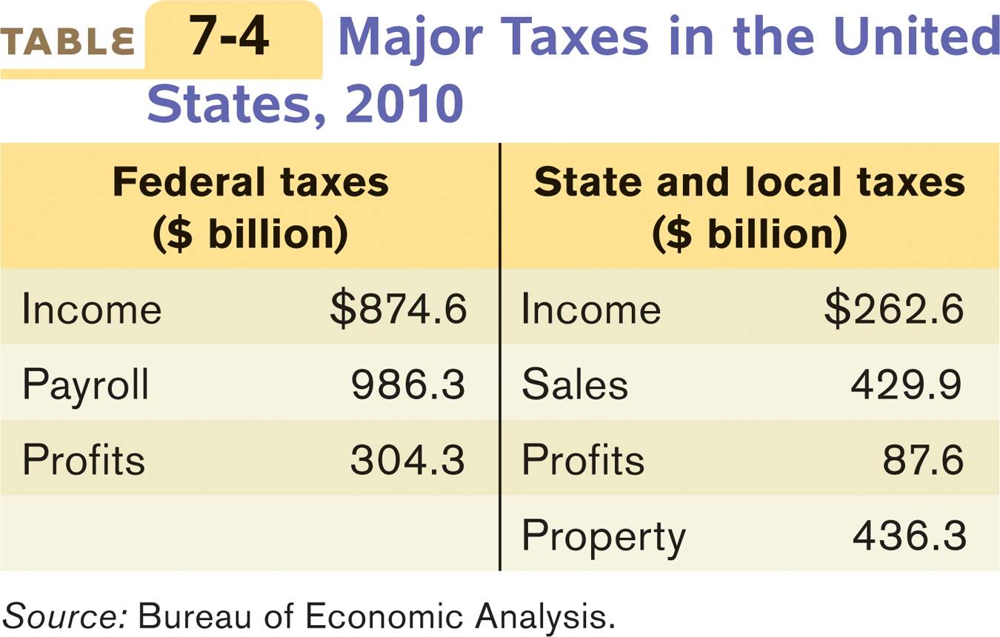 TABLE 7-4 Major Taxes in the United
States, 2010
Federal taxes
($ billion)
State and local taxes
($ billion)
Income $874.6 Income $262.6
Payroll 986.3 Sales 429.9
Profits 304.3 Profits 87.6
Property 436.3
Source: Bureau of Economic Analysis.